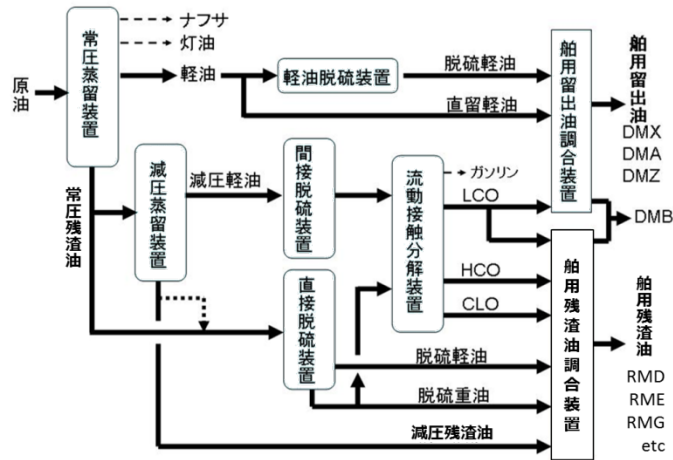 原油
常圧蒸留装置
ナフサ
灯油
軽油
軽油脱硫装置
脱硫軽油
直留軽油
舶用留出油調合装置
舶用留出油
DMX
DMA
DMZ
DMB
常圧残渣油
減圧蒸留装置
減圧軽油
間接脱硫装置
流動接触分解装置
ガソリン
LCO
HCO
CLO
直接脱硫装置
脱硫軽油
脱硫重油
減圧残渣油
舶用残渣油調合装置
舶用残渣油
RMD
RME
RMG
etc